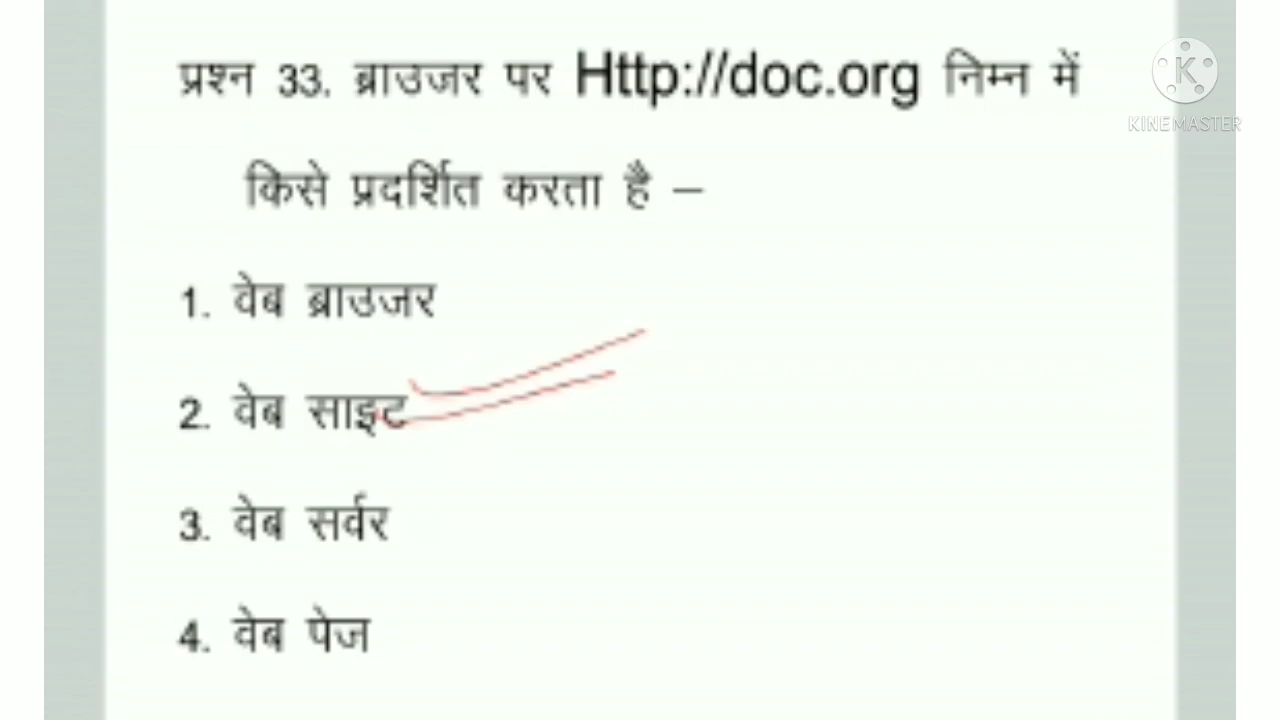 प्रश्न 33. ब्राउजर पर Http://doc.org निम्न में
किसे प्रदर्शित करता है –
1. वेब ब्राउजर
2. वेब साइट
3. वेब सर्वर
4. वेब पेज
K
KINEMASTER